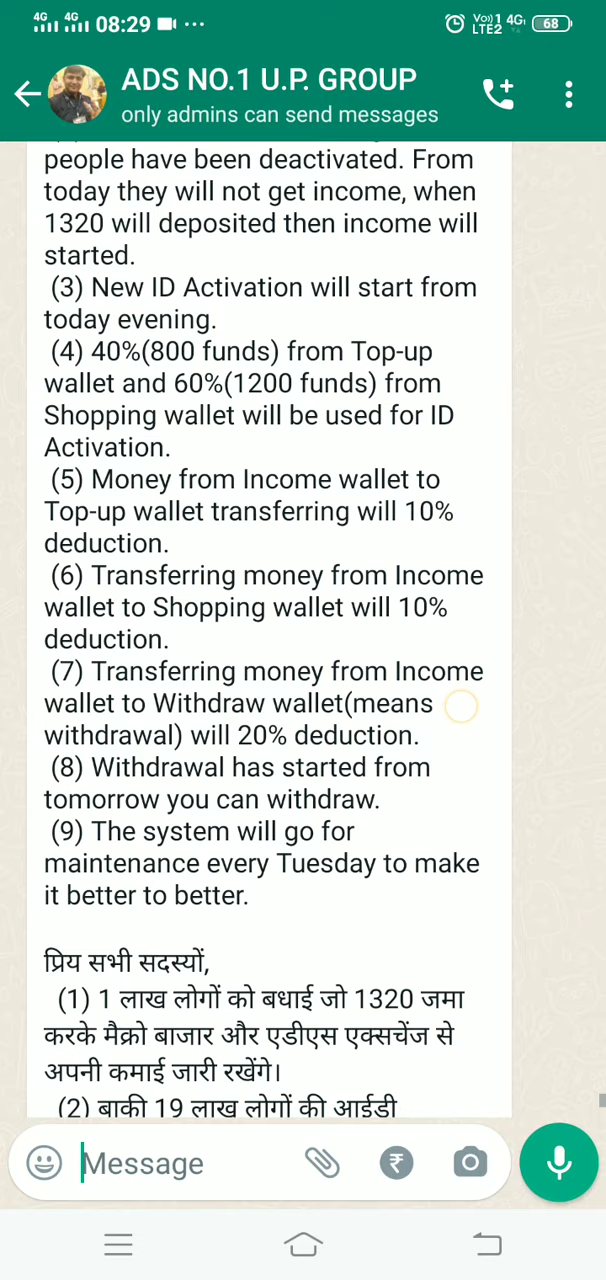 4G 4G 08:29 ...
Vo)) 1 4G
LTE2
68
ADS NO.1 U.P. GROUP
only admins can send messages
people have been deactivated. From
today they will not get income, when
1320 will deposited then income will
started.
(3) New ID Activation will start from
today evening.
(4) 40%(800 funds) from Top-up
wallet and 60%(1200 funds) from
Shopping wallet will be used for ID
Activation.
(5) Money from Income wallet to
Top-up wallet transferring will 10%
deduction.
(6) Transferring money from Income
wallet to Shopping wallet will 10%
deduction.
(7) Transferring money from Income
wallet to Withdraw wallet(means
withdrawal) will 20% deduction.
(8) Withdrawal has started from
tomorrow you can withdraw.
(9) The system will go for
maintenance every Tuesday to make
it better to better.
प्रिय सभी सदस्यों,
(1) 1 लाख लोगों को बधाई जो 1320 जमा
करके मैक्रो बाजार और एडीएस एक्सचेंज से
अपनी कमाई जारी रखेंगे।
(2) बाकी 19 लाख लोगों की आईडी
Message